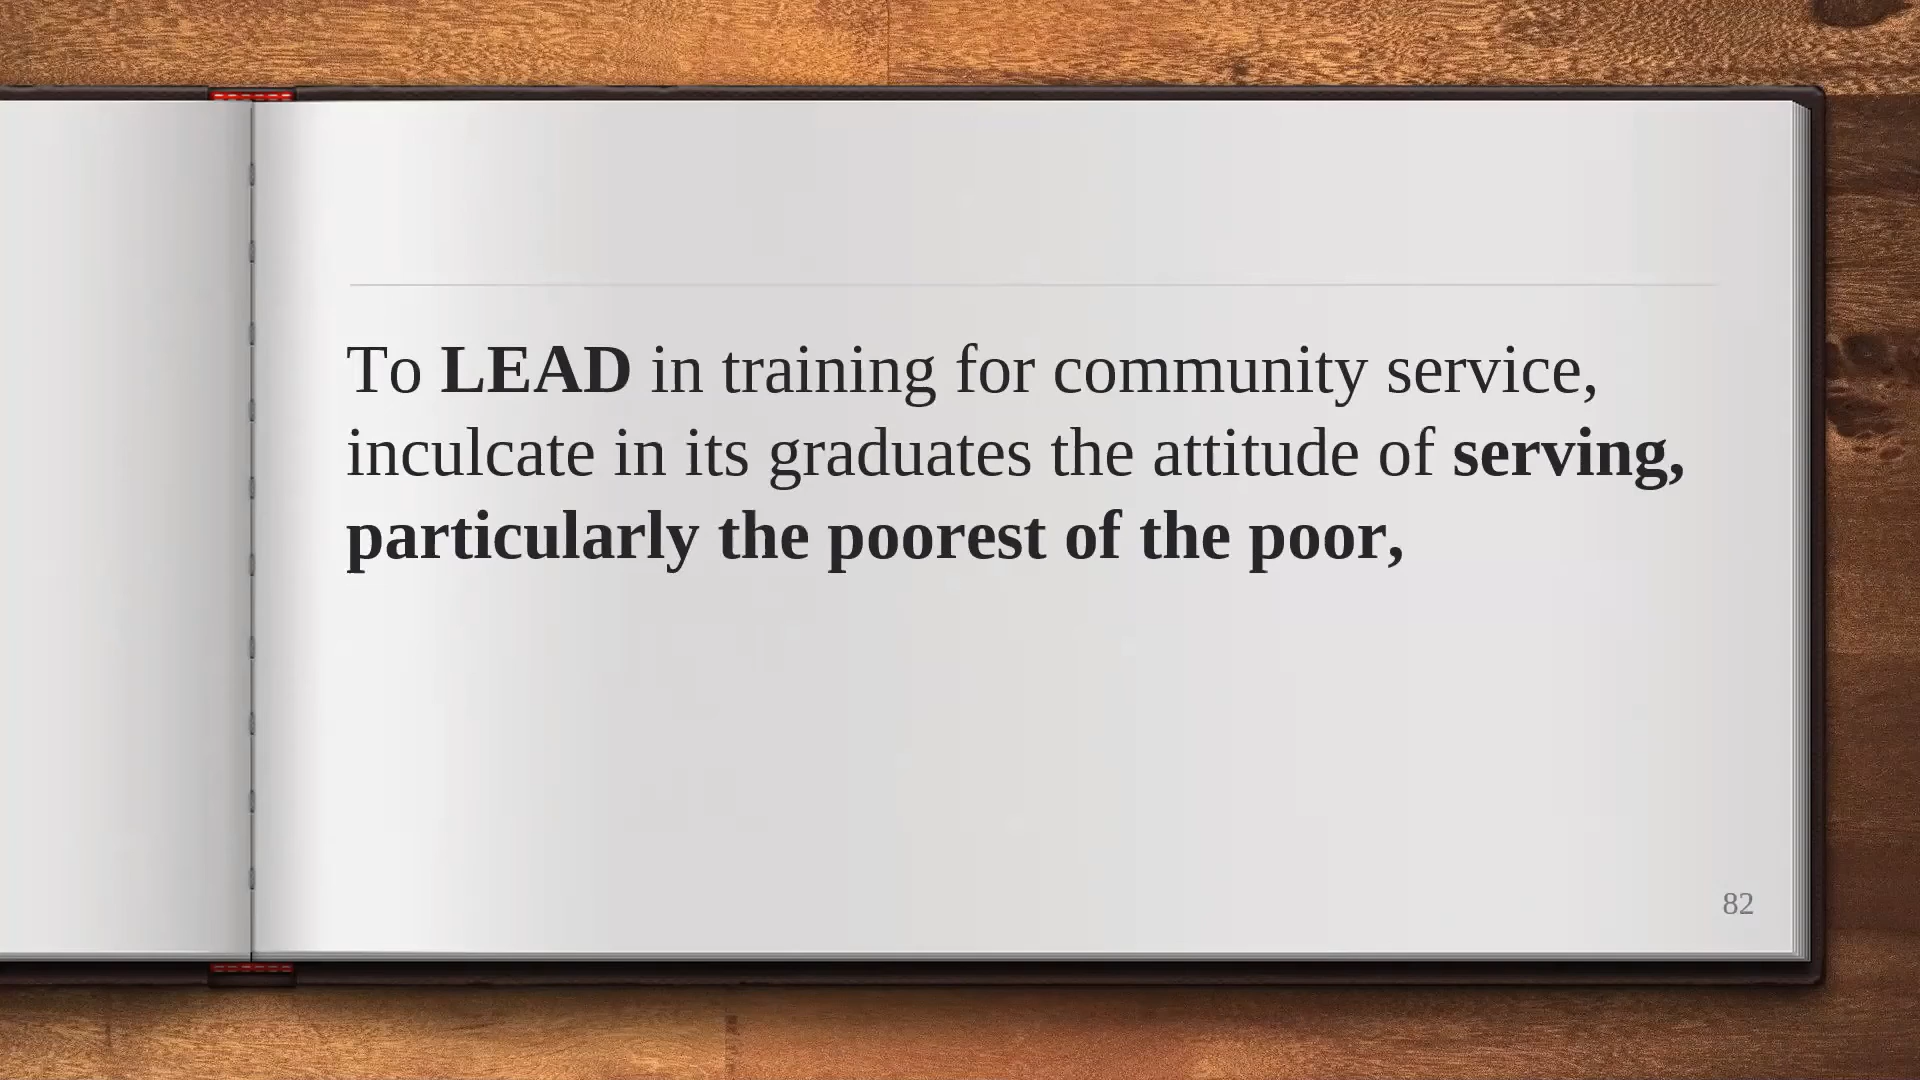 To LEAD in training for community service,
inculcate in its graduates the attitude of serving,
particularly the poorest of the poor,
82